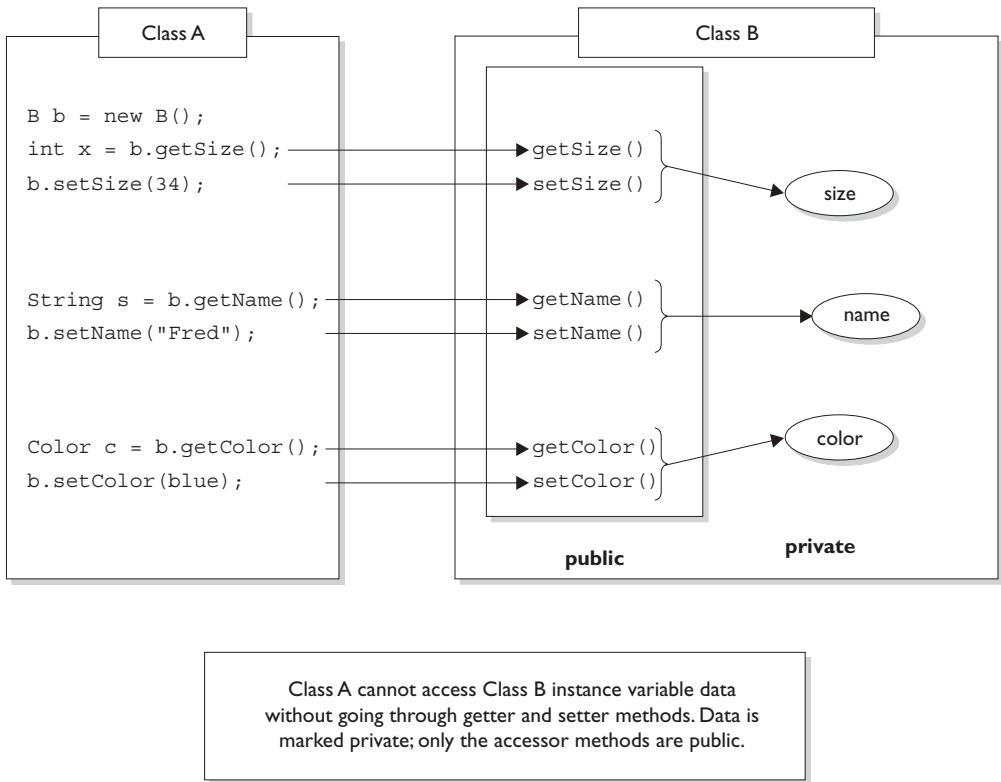 Class A
B b = new B();
int x = b.getSize();
b.setSize(34);
String s = b.getName();
b.setName("Fred");
Color c = b.getColor();
b.setColor(blue);
Class B
getSize()
setSize()
getName()
setName()
getColor()
setColor()
public
size
name
color
private
Class A cannot access Class B instance variable data
without going through getter and setter methods. Data is
marked private; only the accessor methods are public.